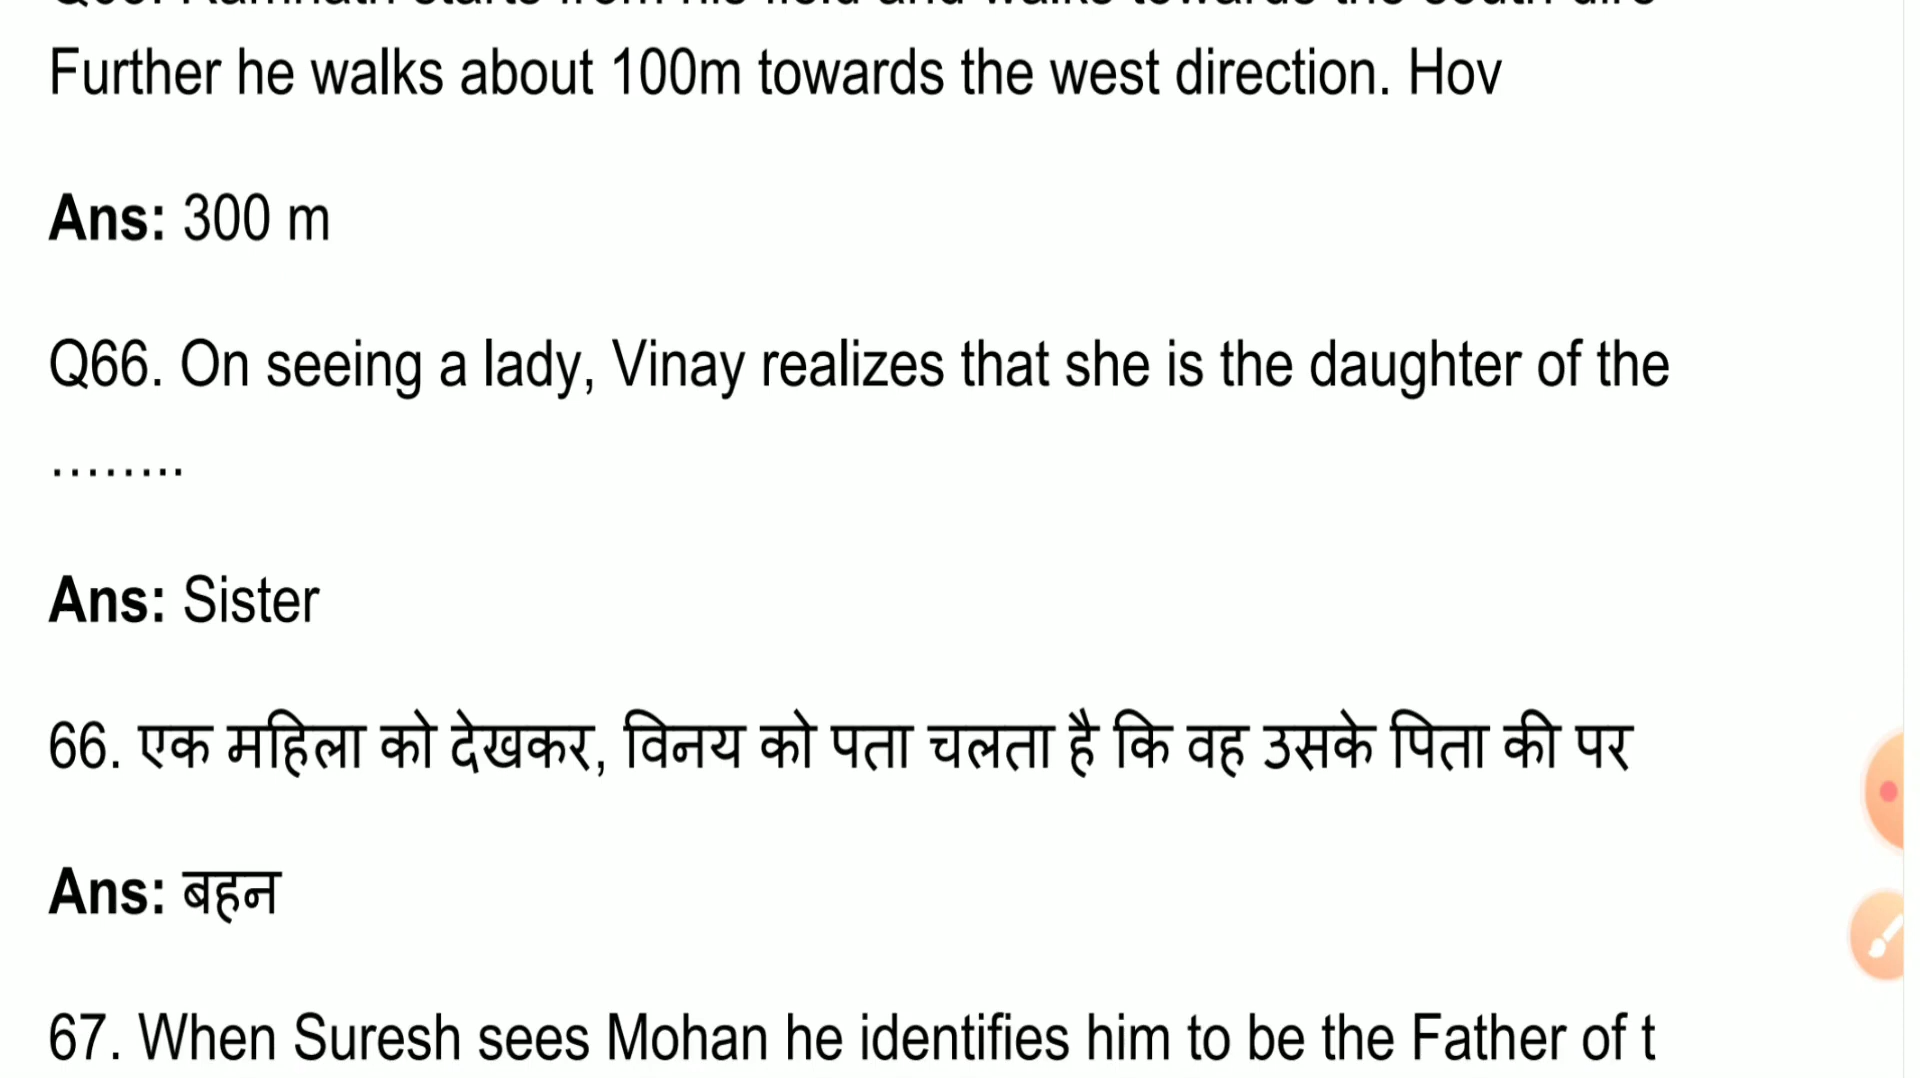 Further he walks about 100m towards the west direction. Hov
Ans: 300 m
Q66. On seeing a lady, Vinay realizes that she is the daughter of the
……..
Ans: Sister
66. एक महिला को देखकर, विनय को पता चलता है कि वह उसके पिता की पर
Ans: बहन
67. When Suresh sees Mohan he identifies him to be the Father of t